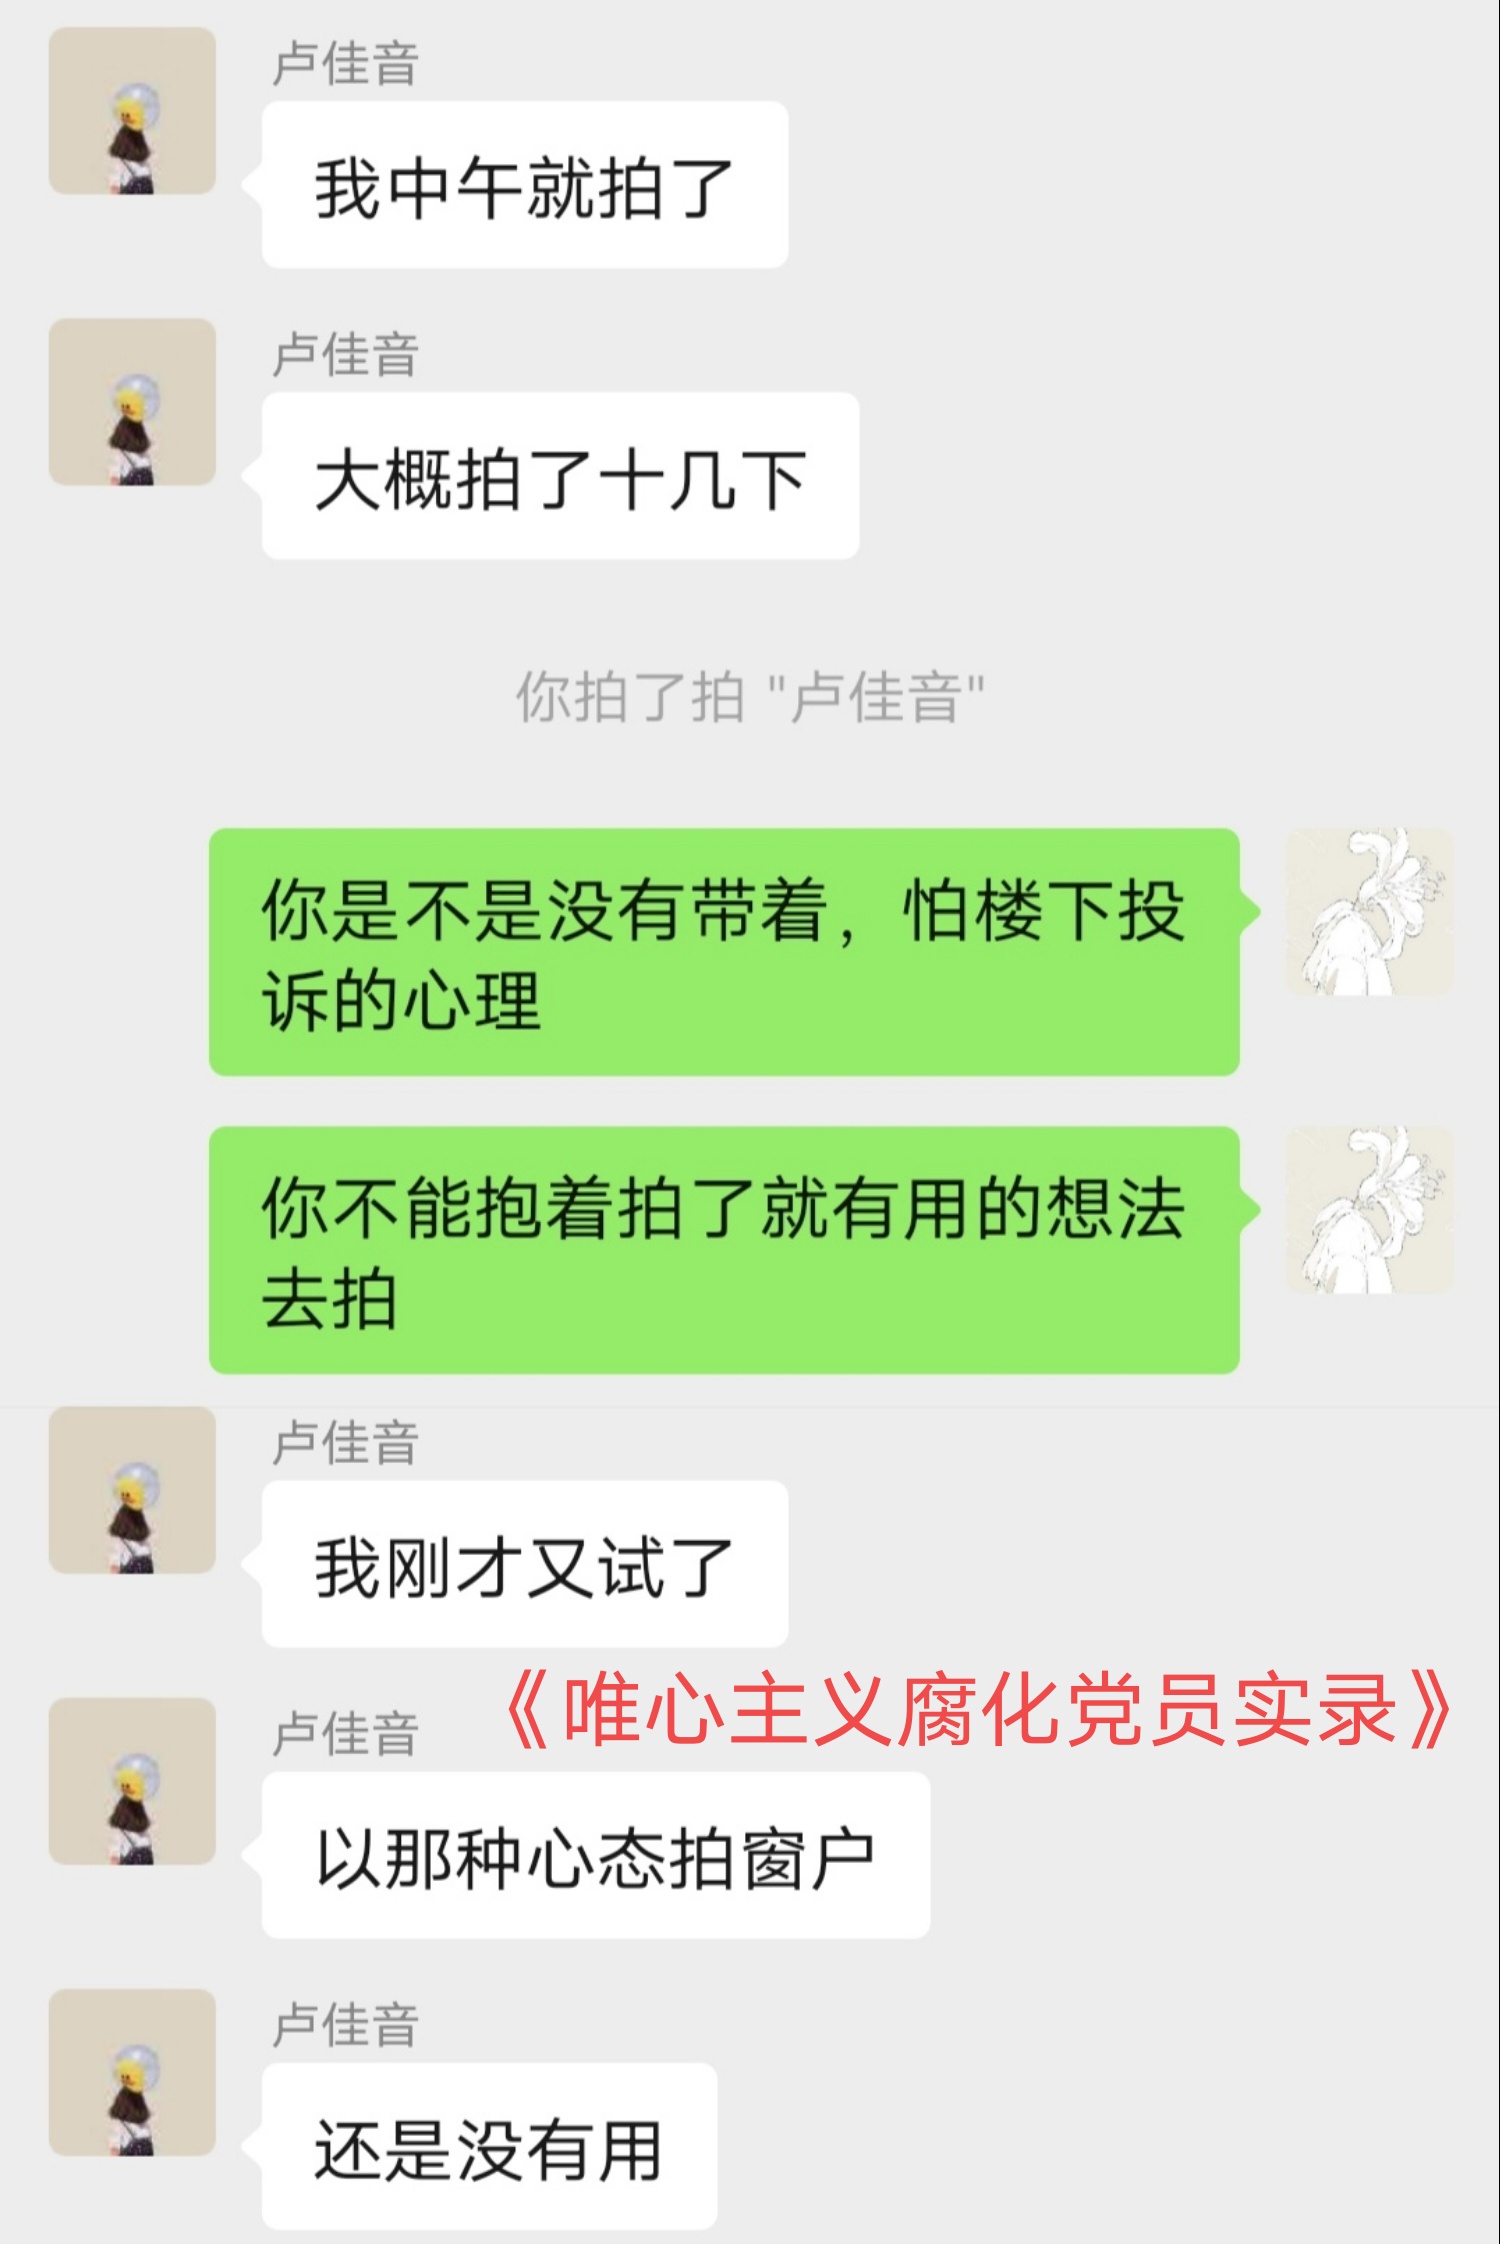 卢佳音
我中午就拍了
卢佳音
大概拍了十几下
你拍了拍 "卢佳音"
你是不是没有带着，怕楼下投
诉的心理
你不能抱着拍了就有用的想法
去拍
卢佳音
我刚才又试了
《唯心主义腐化党员实录》
卢佳音
以那种心态拍窗户
卢佳音
还是没有用